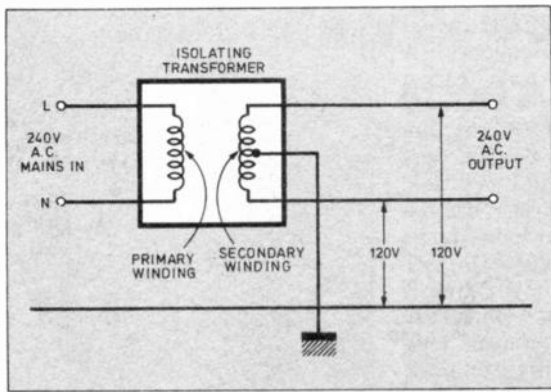 ISOLATING
TRANSFORMER
L
240V
A.C.
MAINS IN
N
240V
A.C.
OUTPUT
PRIMARY
WINDING
SECONDARY
WINDING
120V
120V